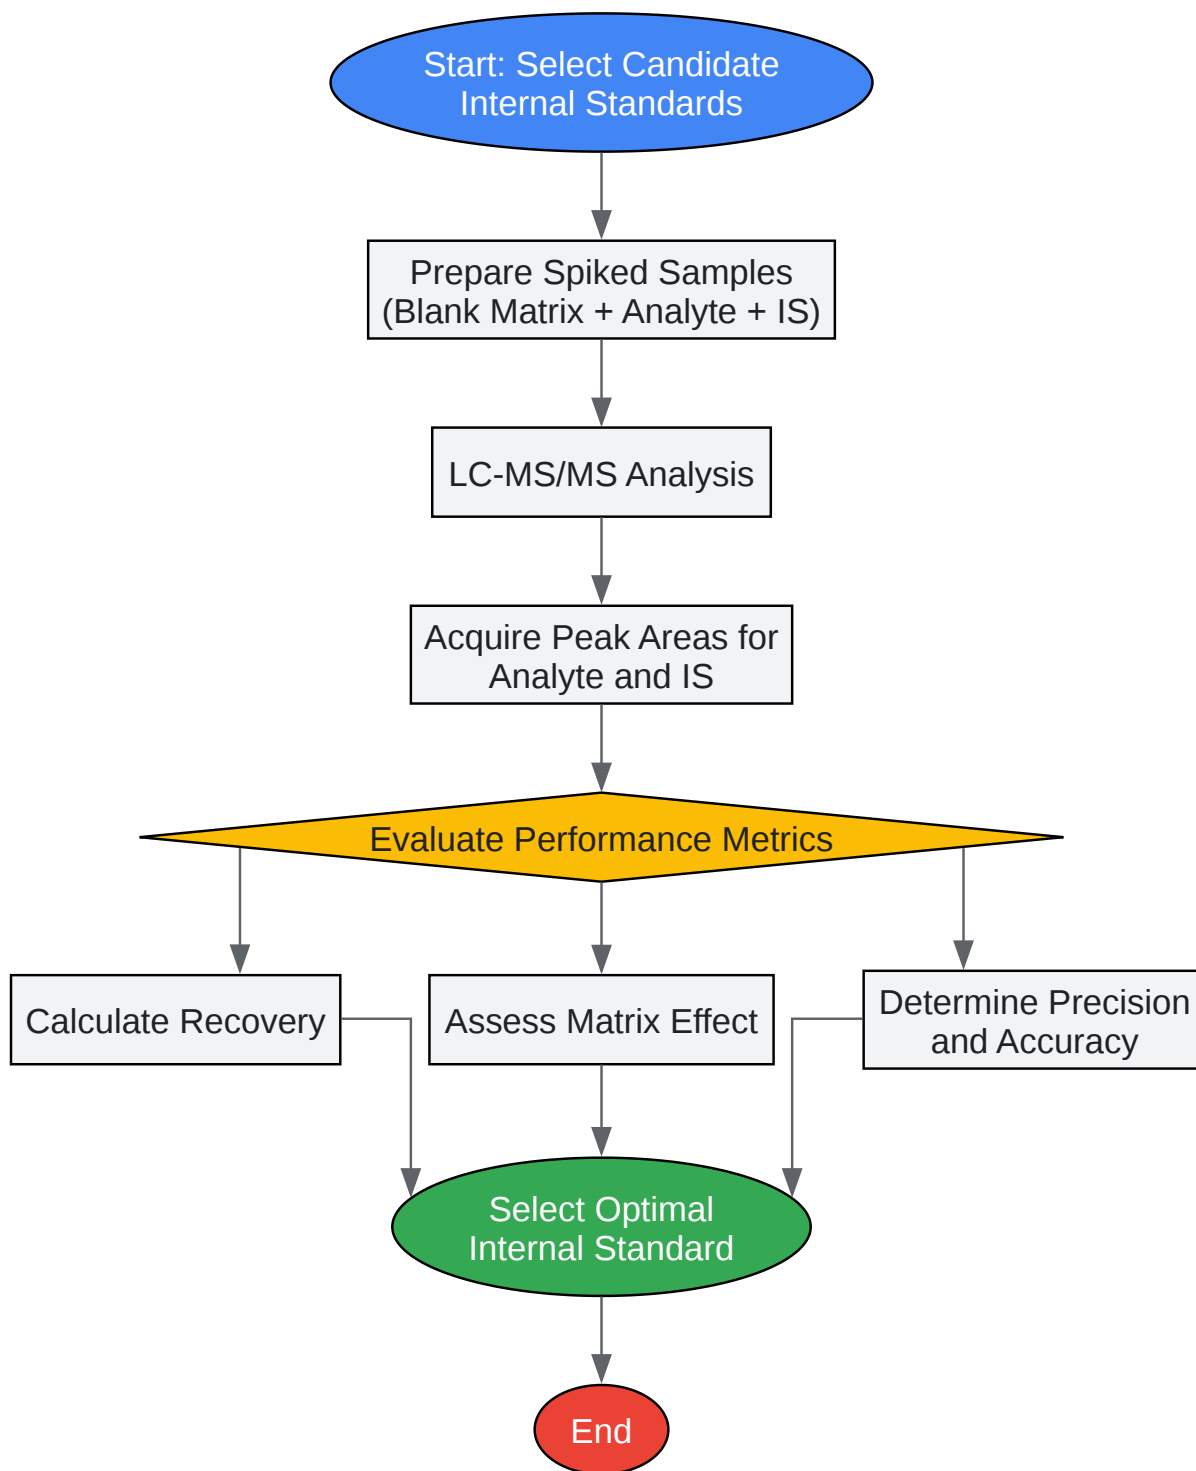 Start: Select Candidate
Internal Standards
Prepare Spiked Samples
(Blank Matrix + Analyte + IS)
LC-MS/MS Analysis
Acquire Peak Areas for
Analyte and IS
Evaluate Performance Metrics
Calculate Recovery
Assess Matrix Effect
Determine Precision
and Accuracy
Select Optimal
Internal Standard
End